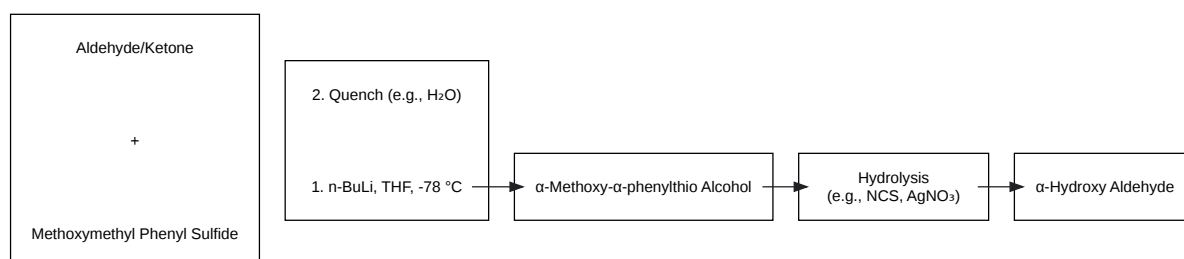 Aldehyde/Ketone
+
Methoxymethyl Phenyl Sulfide
2. Quench (e.g., H₂O)
1. n-BuLi, THF, -78 °C
α-Methoxy-α-phenylthio Alcohol
Hydrolysis
(e.g., NCS, AgNO₃)
α-Hydroxy Aldehyde